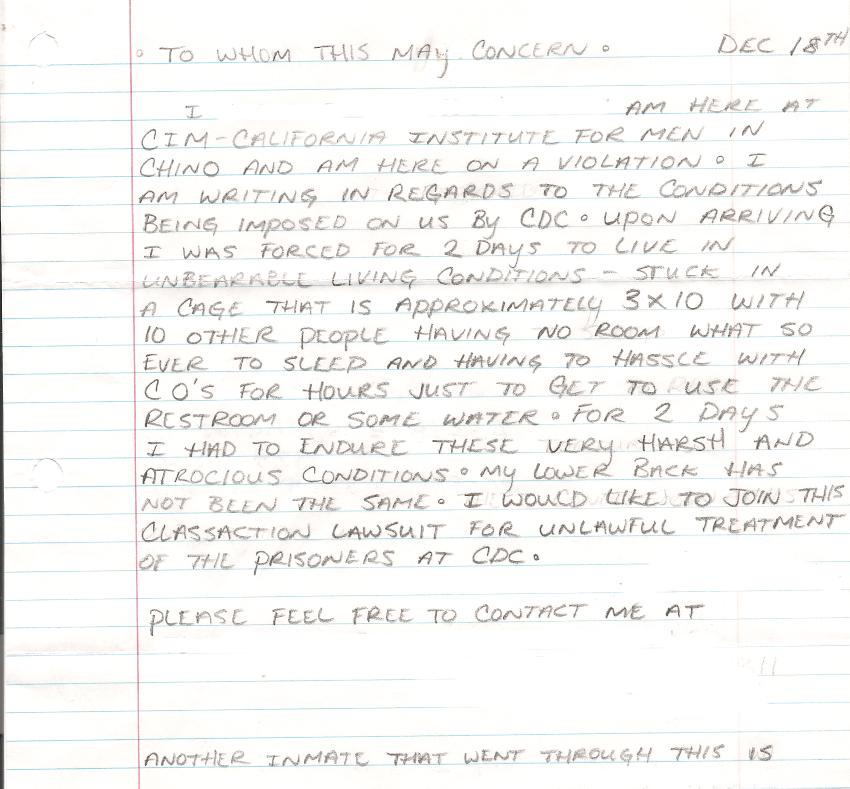 ° TO WHOM THIS MAY CONCERN ° DEC 18TH
I AM HERE AT
CIM-CALIFORNIA INSTITUTE FOR MEN IN
CHINO AND AM HERE ON A VIOLATION. I
AM WRITING IN REGARDS TO THE CONDITIONS
BEING IMPOSED ON US By CDC. UPON ARRIVING
I WAS FORCED FOR 2 DAYS TO LIVE IN
UNBEARABLE LIVING CONDITIONS - STUCK IN
A CAGE THAT IS APPROXIMATELY 3X10 WITH
10 OTHER PEOPLE HAVING NO ROOM WHAT SO
EVER TO SLEEP AND HAVING TO HASSLE WITH
C O'S FOR HOURS JUST TO GET TO USE THE
RESTROOM OR SOME WATER. FOR 2 DAYS
I HAD TO ENDURE THESE VERY HARSH AND
ATROCIOUS CONDITIONS. My LOWER BACK HAS
NOT BEEN THE SAME. I WOULD LIKE TO JOIN THIS
CLASSACTION LAWSUIT FOR UNLAWFUL TREATMENT
OF THE PRISONERS AT CDC.
PLEASE FEEL FREE TO CONTACT ME AT
ANOTHER INMATE THAT WENT THROUGH THIS IS